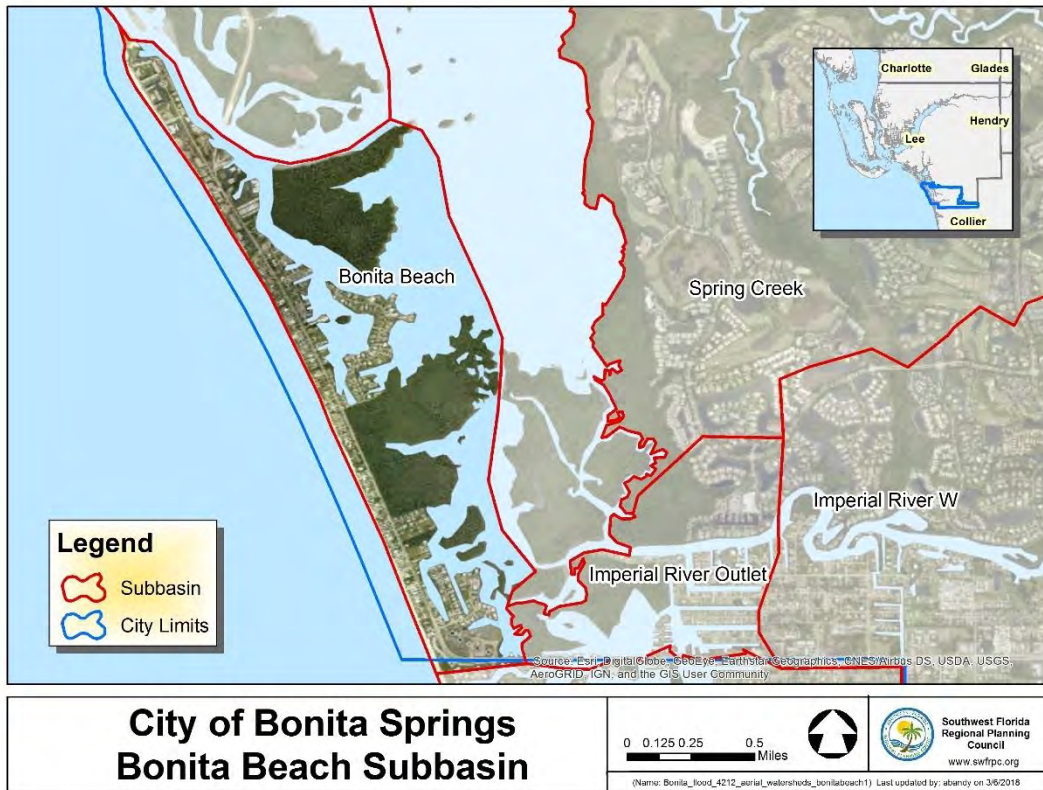 Charlotte
Glades
Hendry
Lee
Collier
Bonita Beach
Spring Creek
Imperial River W
Imperial River Outlet
Legend
Subbasin
City Limits
Source: Esri, DigitalGlobe, GeoEye, Earthstar Geographics, CNES/Airbus DS, USDA, USGS,
AeroGRID, IGN, and the GIS User Community
City of Bonita Springs
Bonita Beach Subbasin
0 0.125 0.25 0.5
Miles
Southwest Florida
Regional Planning
Council
www.swfrpc.org
(Name: Bonita_flood_4212_aerial_watersheds_bonitabeach1) Last updated by: abandy on 3/6/2018